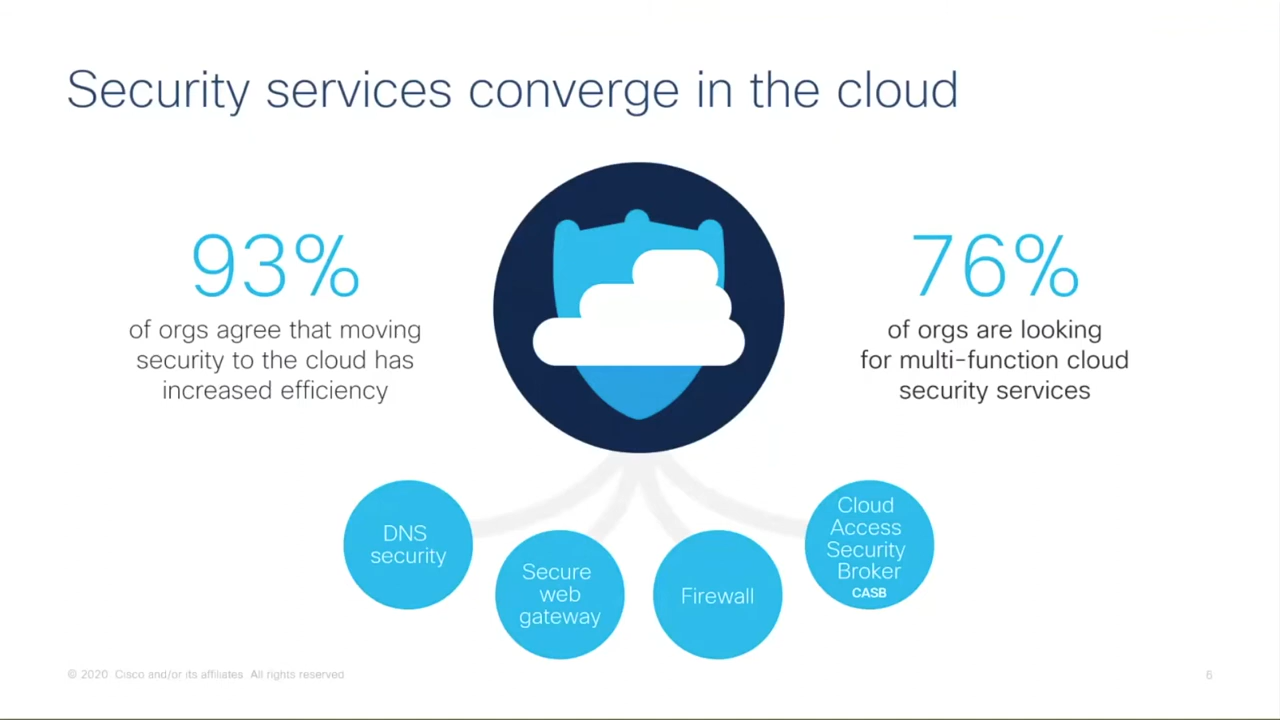 Security services converge in the cloud
93%
of orgs agree that moving
security to the cloud has
increased efficiency
76%
of orgs are looking
for multi-function cloud
security services
DNS
security
Secure
web
gateway
Firewall
Cloud
Access
Security
Broker
CASB
© 2020 Cisco and/or its affiliates All rights reserved
6